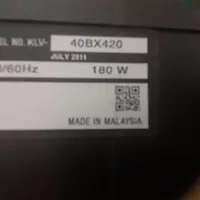 EL NO. KLV- 40BX420
JULY 2011
/60Hz 180 W
MADE IN MALAYSIA